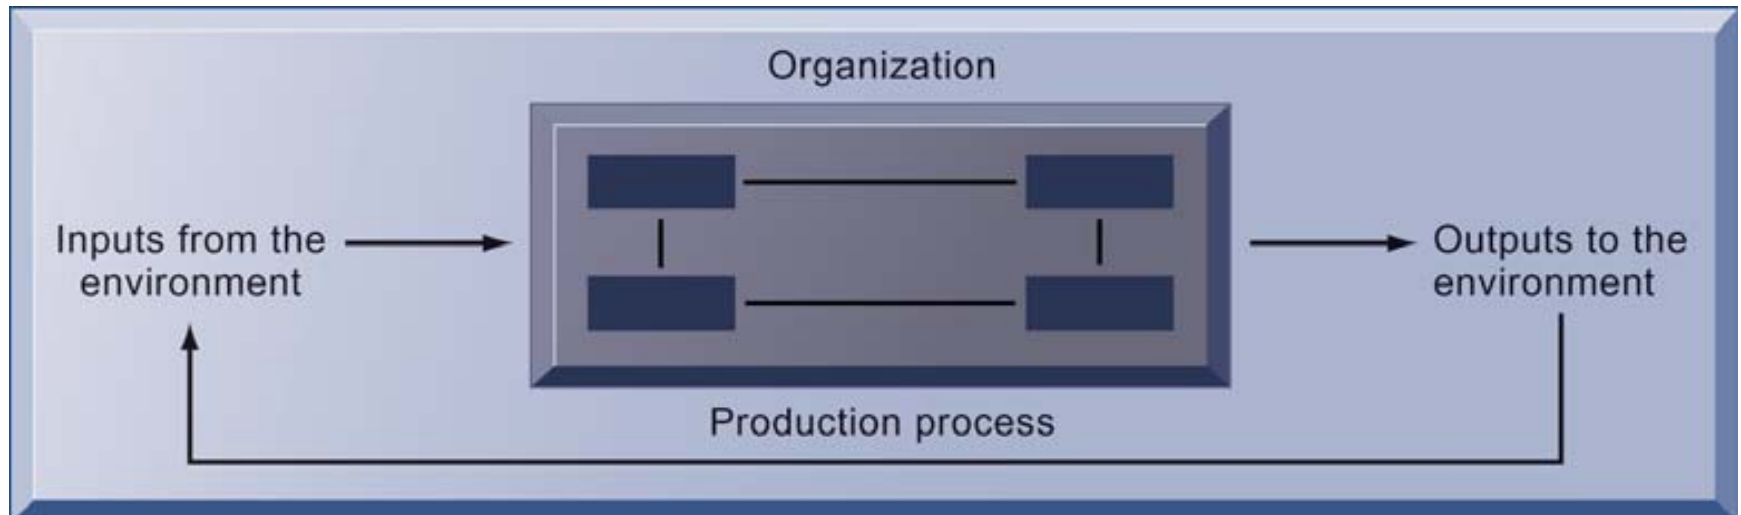 Organization
Inputs from the
environment
Outputs to the
environment
Production process